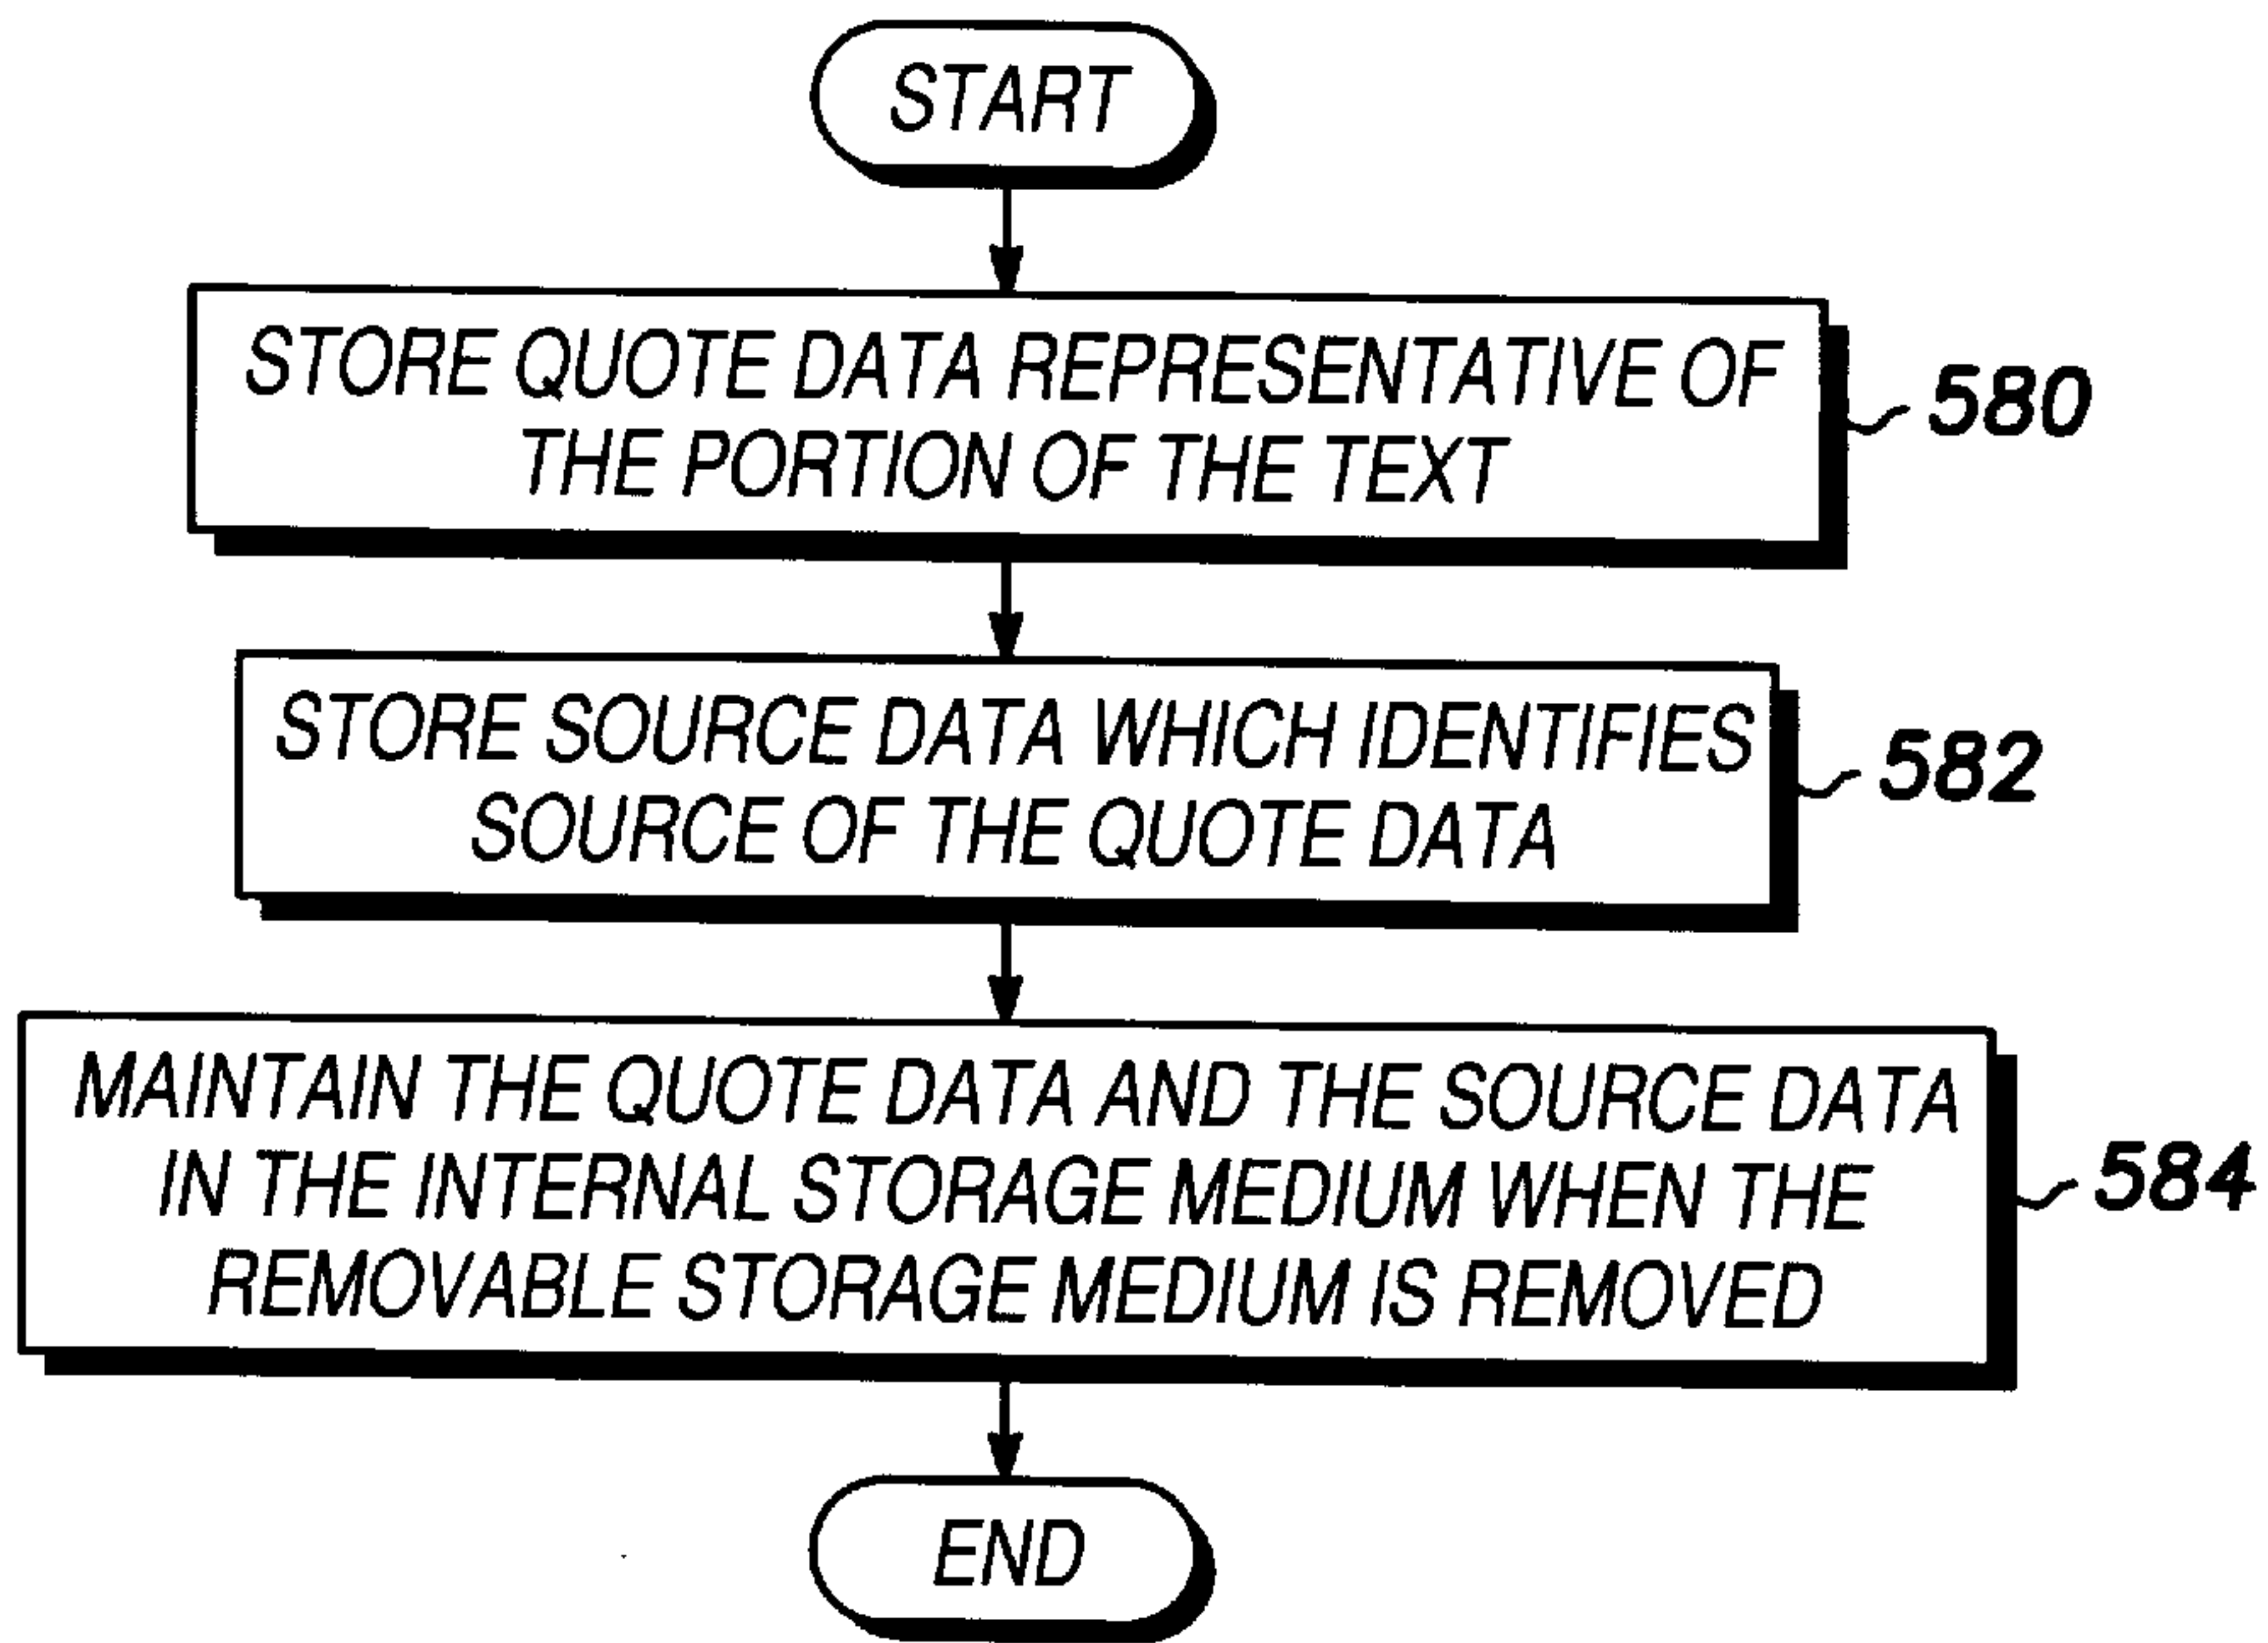 START
STORE QUOTE DATA REPRESENTATIVE OF
THE PORTION OF THE TEXT
580
STORE SOURCE DATA WHICH IDENTIFIES
SOURCE OF THE QUOTE DATA
582
MAINTAIN THE QUOTE DATA AND THE SOURCE DATA
IN THE INTERNAL STORAGE MEDIUM WHEN THE
REMOVABLE STORAGE MEDIUM IS REMOVED
584
END